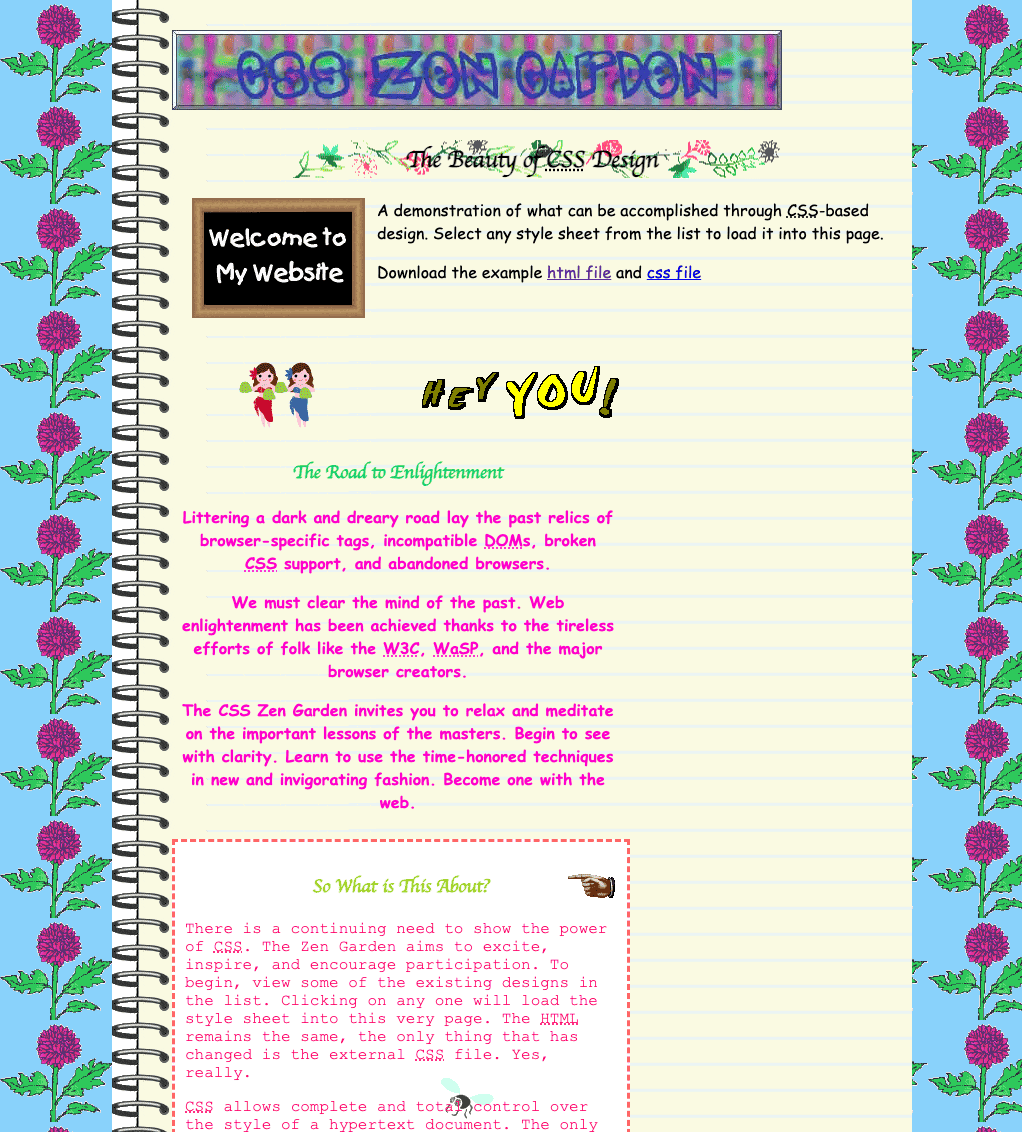 CSS ZEN GARDEN
The Beauty of CSS Design
Welcome to
My Website
A demonstration of what can be accomplished through CSS-based
design. Select any style sheet from the list to load it into this page.
Download the example html file and css file
HEY YOU!
The Road to Enlightenment
Littering a dark and dreary road lay the past relics of
browser-specific tags, incompatible DOMs, broken
CSS support, and abandoned browsers.
We must clear the mind of the past. Web
enlightenment has been achieved thanks to the tireless
efforts of folk like the W3C, WaSP, and the major
browser creators.
The CSS Zen Garden invites you to relax and meditate
on the important lessons of the masters. Begin to see
with clarity. Learn to use the time-honored techniques
in new and invigorating fashion. Become one with the
web.
So What is This About?
There is a continuing need to show the power
of CSS. The Zen Garden aims to excite,
inspire, and encourage participation. To
begin, view some of the existing designs in
the list. Clicking on any one will load the
style sheet into this very page. The HTML
remains the same, the only thing that has
changed is the external CSS file. Yes,
really.
CSS allows complete and total control over
the style of a hypertext document. The only